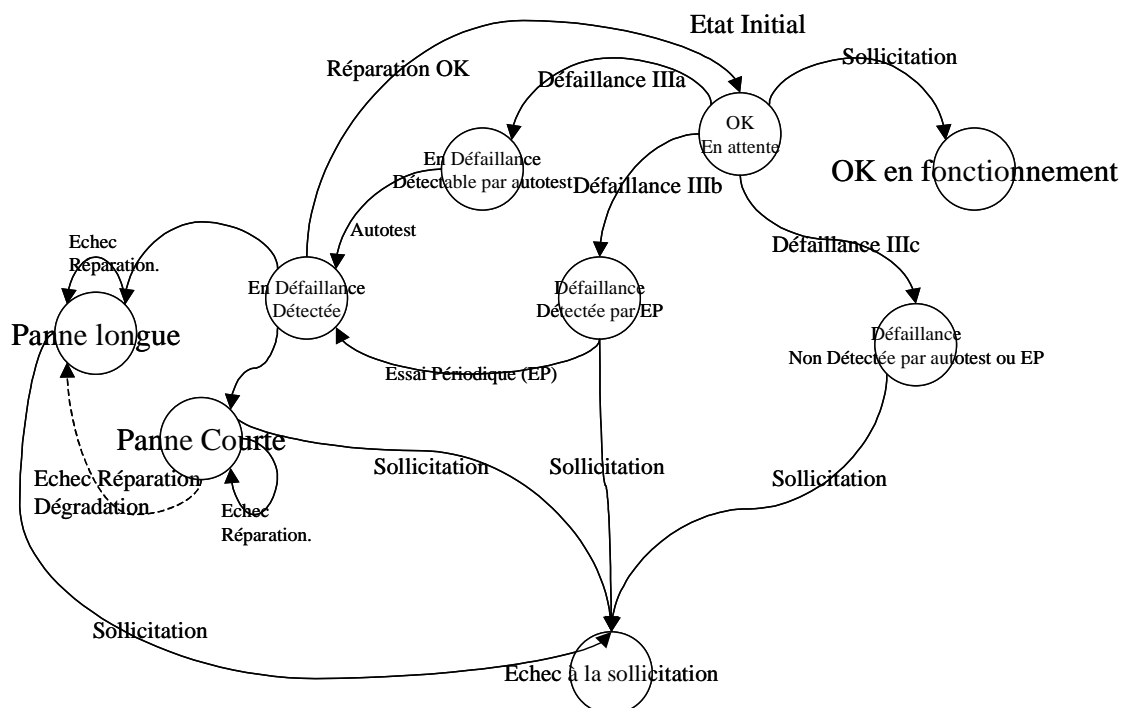 Etat Initial
Réparation OK
Défaillance IIIa
Sollicitation
OK
En attente
En Défaillance
Détectable par autotest
OK en fonctionnement
Défaillance IIIb
Autotest
Défaillance IIIc
Echec
Réparation.
En Défaillance
Détectée
Défaillance
Détectée par EP
Panne longue
Défaillance
Non Détectée par autotest ou EP
Essai Périodique (EP)
Panne Courte
Sollicitation
Sollicitation
Sollicitation
Echec Réparation
Dégradation
Echec
Réparation.
Sollicitation
Echec à la sollicitation